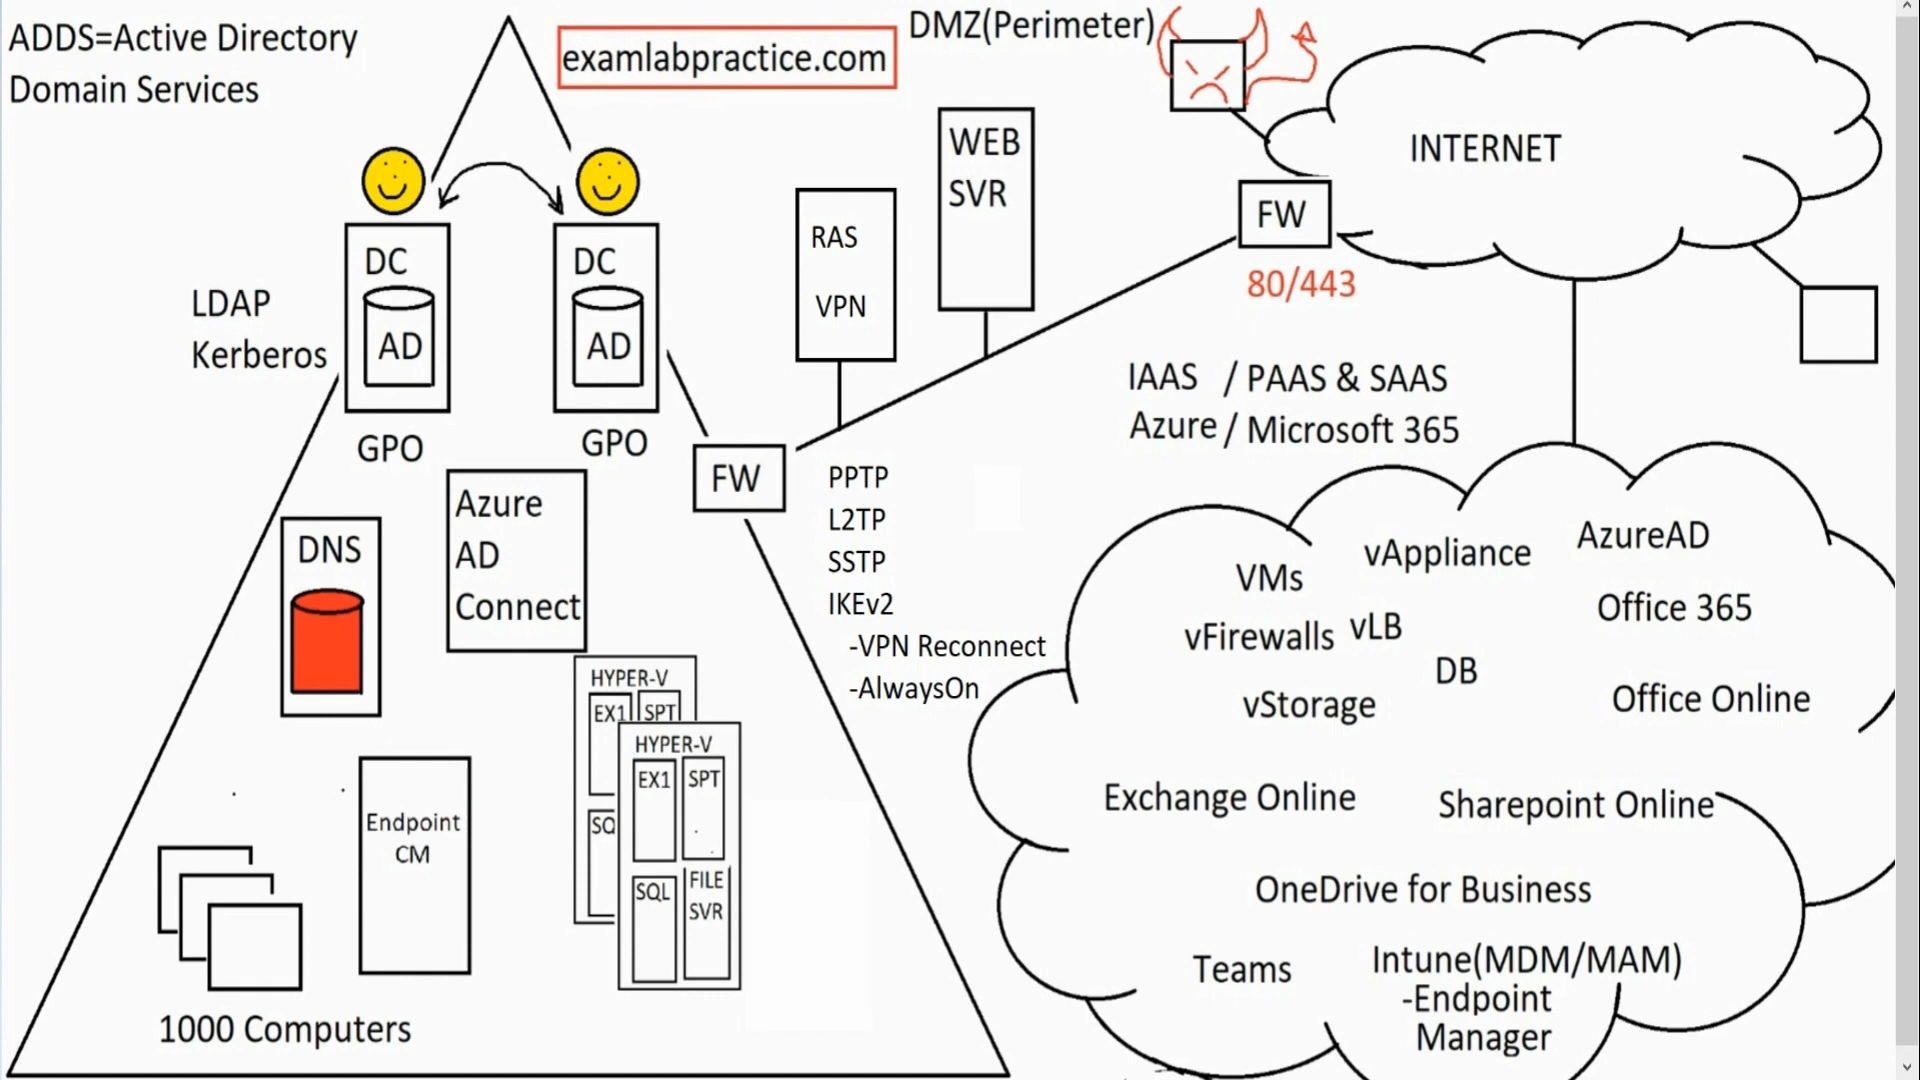 ADDS=Active Directory
Domain Services
examlabpractice.com
DMZ(Perimeter)
INTERNET
WEB
SVR
FW
80/443
RAS
VPN
DC
AD
GPO
DC
AD
GPO
LDAP
Kerberos
FW
Azure
AD
Connect
DNS
PPTP
L2TP
SSTP
IKEv2
-VPN Reconnect
-AlwaysOn
HYPER-V
EX1 SPT
SQ
HYPER-V
EX1 SPT
SQL FILE
SVR
Endpoint
CM
1000 Computers
IAAS / PAAS & SAAS
Azure / Microsoft 365
VMs vAppliance AzureAD
vFirewalls vLB Office 365
DB
vStorage Office Online
Exchange Online Sharepoint Online
OneDrive for Business
Teams Intune(MDM/MAM)
-Endpoint
Manager